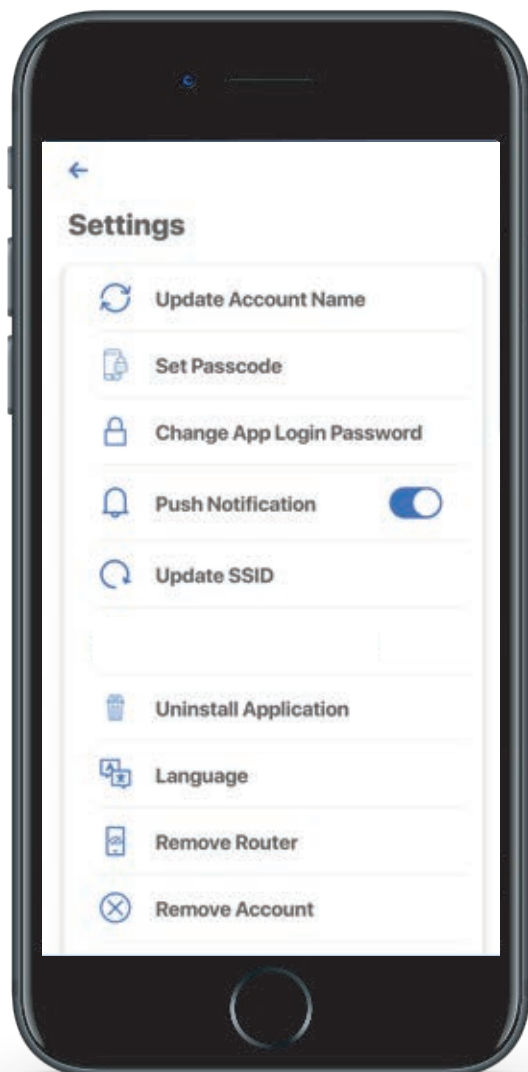 Settings
Update Account Name
Set Passcode
Change App Login Password
Push Notification
Update SSID
Uninstall Application
Language
Remove Router
Remove Account